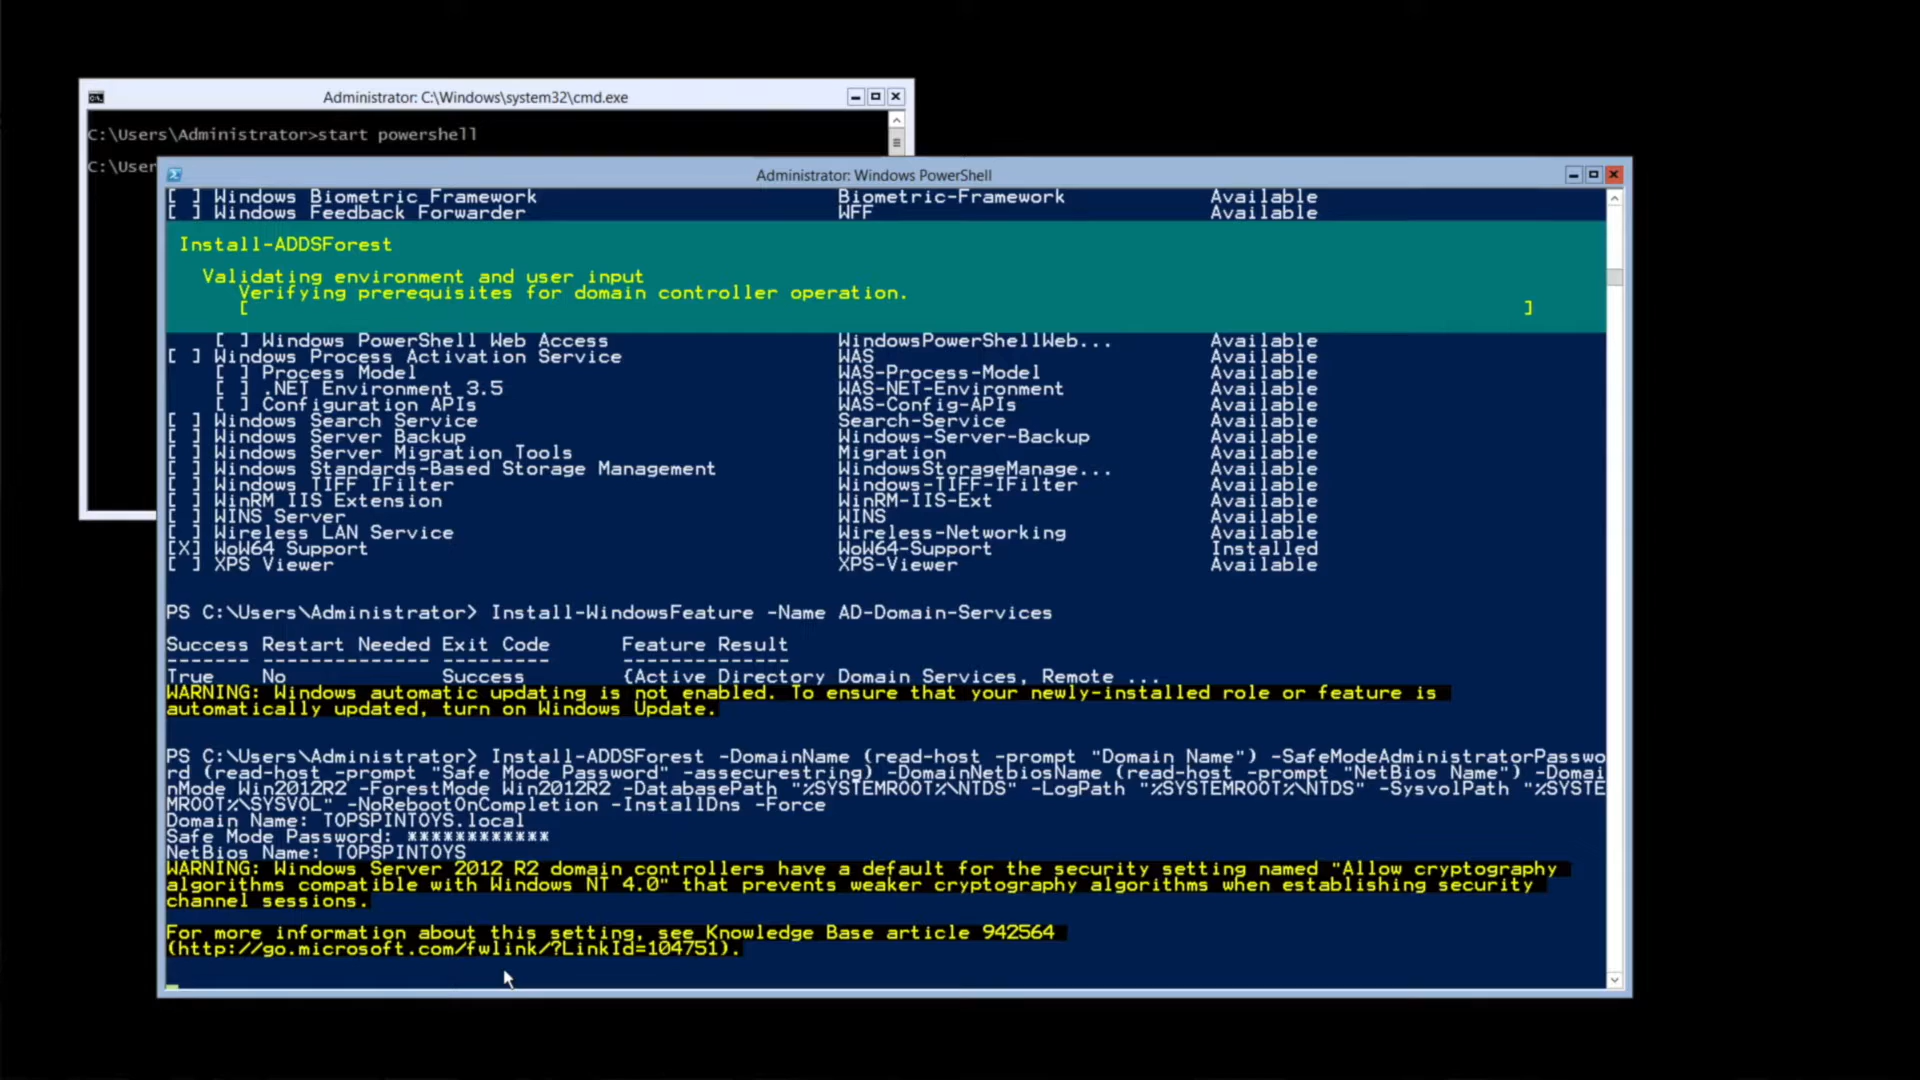 Administrator: C:\Windows\system32\cmd.exe
C:\Users\Administrator>start powershell
C:\User
Administrator: Windows PowerShell
[ ] Windows Biometric Framework Biometric-Framework Available
[ ] Windows Feedback Forwarder WFF Available
Install-ADDSForest
Validating environment and user input
Verifying prerequisites for domain controller operation.
[ ]
[ ] Windows PowerShell Web Access WindowsPowerShellWeb... Available
[ ] Windows Process Activation Service WAS Available
[ ] Process Model WAS-Process-Model Available
[ ] .NET Environment 3.5 WAS-NET-Environment Available
[ ] Configuration APIs WAS-Config-APIs Available
[ ] Windows Search Service Search-Service Available
[ ] Windows Server Backup Windows-Server-Backup Available
[ ] Windows Server Migration Tools Migration Available
[ ] Windows Standards-Based Storage Management WindowsStorageManage... Available
[ ] Windows TIFF IFilter Windows-TIFF-IFilter Available
[ ] WinRM IIS Extension WinRM-IIS-Ext Available
[ ] WINS Server WINS Available
[ ] Wireless LAN Service Wireless-Networking Available
[X] WoW64 Support WoW64-Support Installed
[ ] XPS Viewer XPS-Viewer Available
PS C:\Users\Administrator> Install-WindowsFeature -Name AD-Domain-Services
Success Restart Needed Exit Code Feature Result
------- -------------- --------- --------------
True No Success {Active Directory Domain Services, Remote ...
WARNING: Windows automatic updating is not enabled. To ensure that your newly-installed role or feature is
automatically updated, turn on Windows Update.
PS C:\Users\Administrator> Install-ADDSForest -DomainName (read-host -prompt "Domain Name") -SafeModeAdministratorPasswo
rd (read-host -prompt "Safe Mode Password" -assecurestring) -DomainNetbiosName (read-host -prompt "NetBios Name") -Domai
nMode Win2012R2 -ForestMode Win2012R2 -DatabasePath "%SYSTEMROOT%\NTDS" -LogPath "%SYSTEMROOT%\NTDS" -SysvolPath "%SYSTE
MROOT%\SYSVOL" -NoRebootOnCompletion -InstallDns -Force
Domain Name: TOPSPINTOYS.local
Safe Mode Password: ************
NetBios Name: TOPSPINTOYS
WARNING: Windows Server 2012 R2 domain controllers have a default for the security setting named "Allow cryptography
algorithms compatible with Windows NT 4.0" that prevents weaker cryptography algorithms when establishing security
channel sessions.
For more information about this setting, see Knowledge Base article 942564
(http://go.microsoft.com/fwlink/?LinkId=104751).